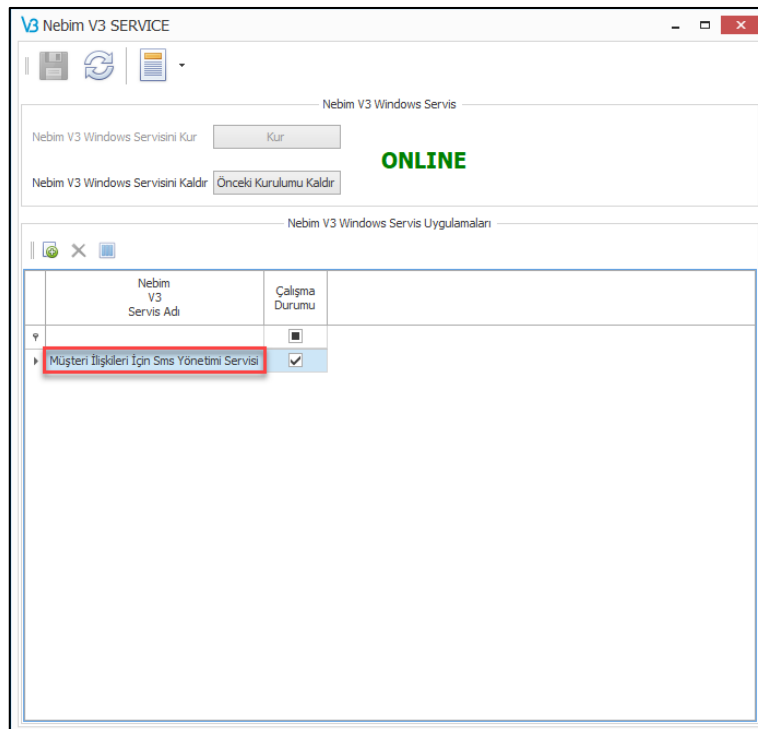 V3 Nebim V3 SERVICE
Nebim V3 Windows Servis
Nebim V3 Windows Servisini Kur Kur
ONLINE
Nebim V3 Windows Servisini Kaldır Önceki Kurulumu Kaldır
Nebim V3 Windows Servis Uygulamaları
Nebim
V3
Servis Adı
Çalışma
Durumu
Müşteri İlişkileri İçin Sms Yönetimi Servisi